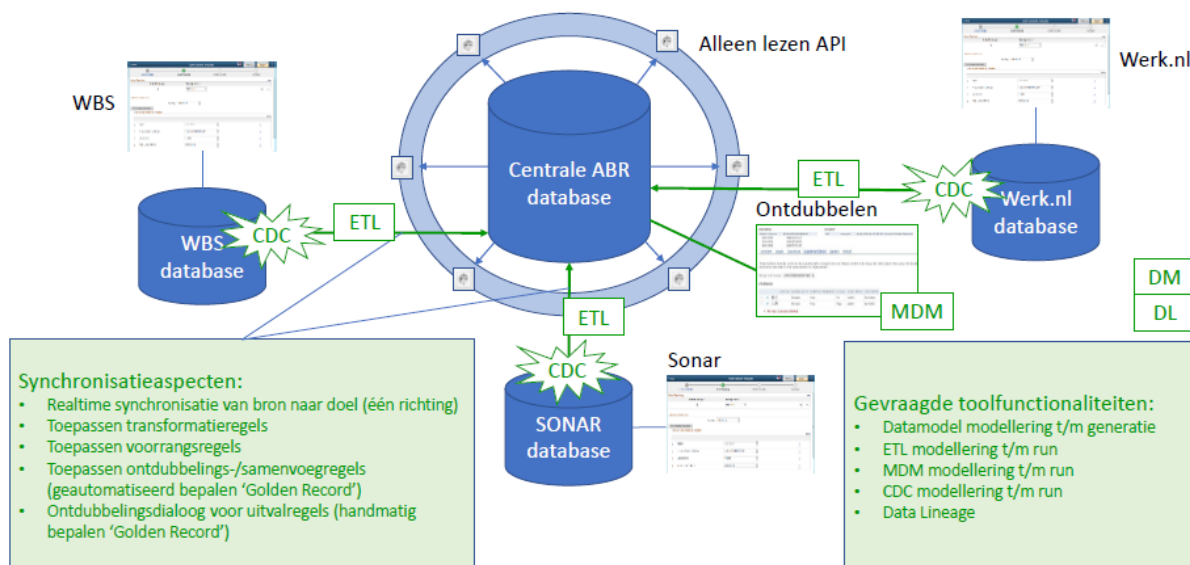 Alleen lezen API
WBS
Werk.nl
Centrale ABR
database
ETL
CDC
Werk.nl
database
Ontdubbelen
CDC
ETL
WBS
database
MDM
DM
DL
ETL
CDC
SONAR
database
Sonar
Synchronisatieaspecten:
• Realtime synchronisatie van bron naar doel (één richting)
• Toepassen transformatieregels
• Toepassen voorrangsregels
• Toepassen ontdubbelings-/samenvoegregels
(geautomatiseerd bepalen ‘Golden Record’)
• Ontdubbelingsdialoog voor uitvalregels (handmatig
bepalen ‘Golden Record’)
Gevraagde toolfunctionaliteiten:
• Datamodel modellering t/m generatie
• ETL modellering t/m run
• MDM modellering t/m run
• CDC modellering t/m run
• Data Lineage